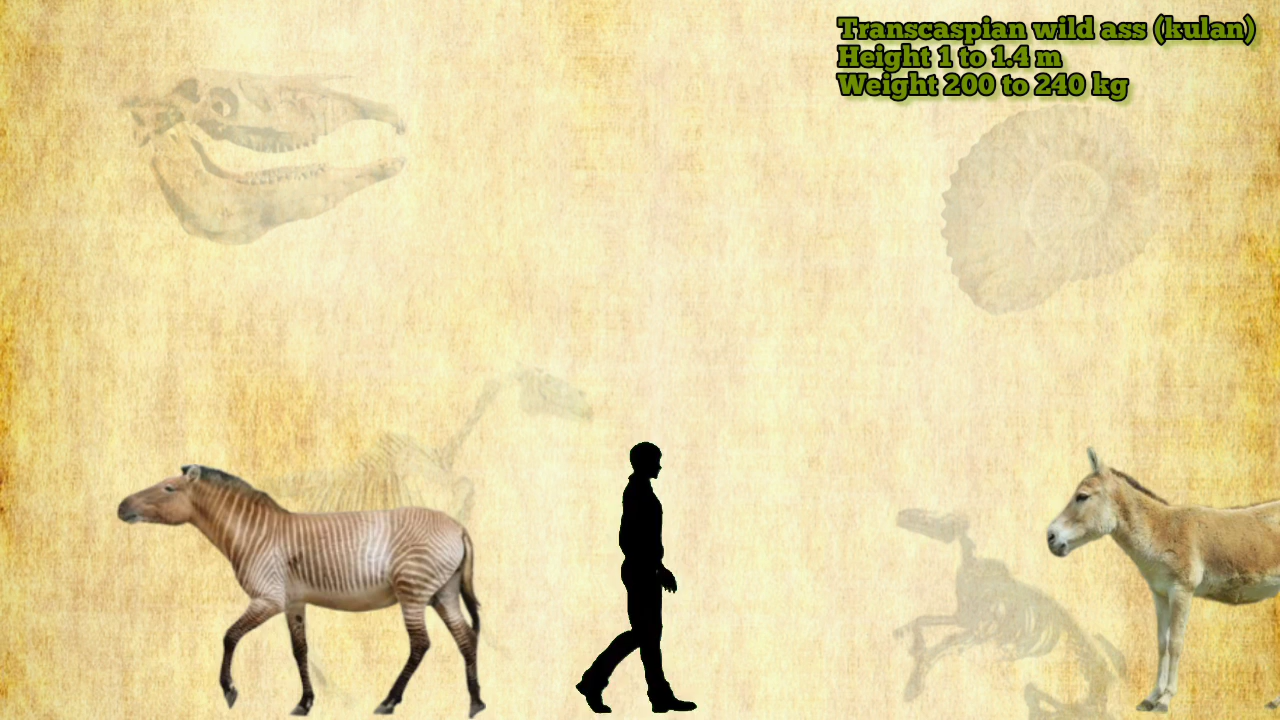 Transcaspian wild ass (kulan)
Height 1 to 1.4 m
Weight 200 to 240 kg